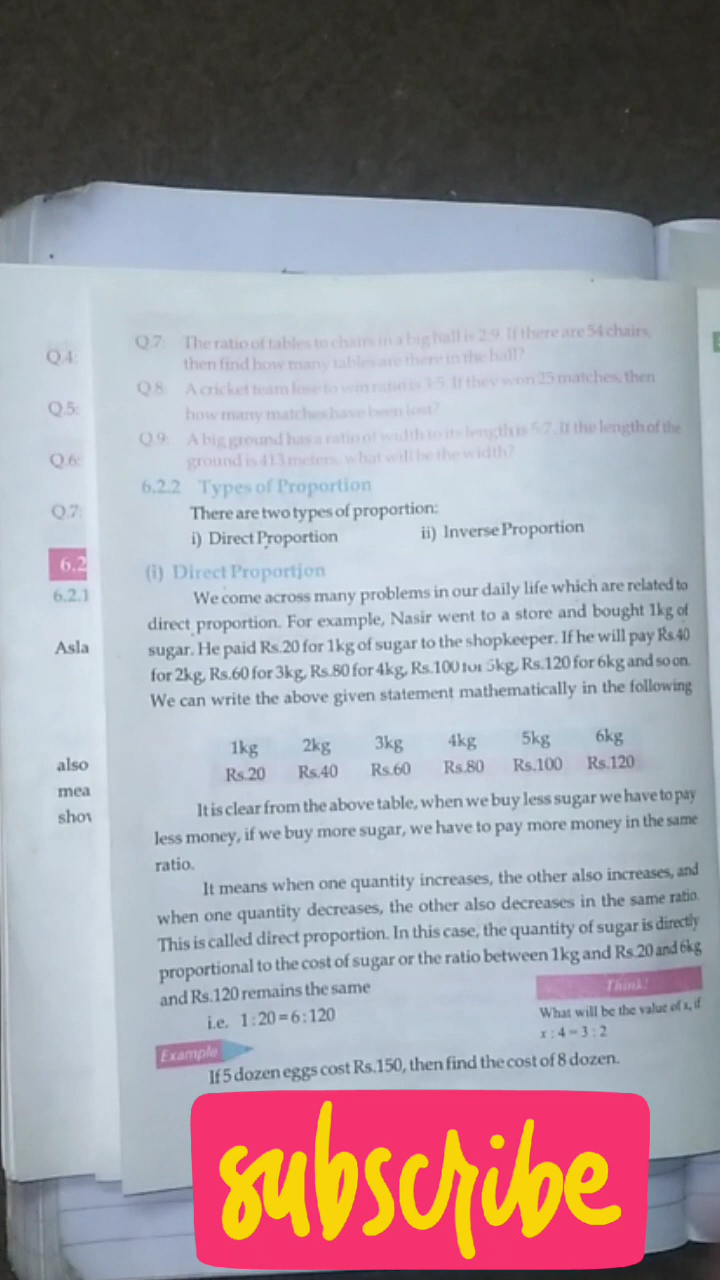 Q.4:
Q.5:
Q.6:
Q.7:
6.2
6.2.1
Asla
also
mea
shov
Q.7: The ratio of tables to chairs in a big hall is 2:9. If there are 54 chairs,
then find how many tables are there in the hall?
Q.8: A cricket team lose to win ratio is 3:5. If they won 25 matches, then
how many matches have been lost?
Q.9: A big ground has a ratio of width to its length is 5:7. If the length of the
ground is 413 meters, what will be the width?
6.2.2 Types of Proportion
There are two types of proportion:
i) Direct Proportion ii) Inverse Proportion
(i) Direct Proportion
We come across many problems in our daily life which are related to
direct proportion. For example, Nasir went to a store and bought 1kg of
sugar. He paid Rs.20 for 1kg of sugar to the shopkeeper. If he will pay Rs.40
for 2kg, Rs.60 for 3kg, Rs.80 for 4kg, Rs.100 for 5kg, Rs.120 for 6kg and so on.
We can write the above given statement mathematically in the following
1kg 2kg 3kg 4kg 5kg 6kg
Rs.20 Rs.40 Rs.60 Rs.80 Rs.100 Rs.120
It is clear from the above table, when we buy less sugar we have to pay
less money, if we buy more sugar, we have to pay more money in the same
ratio.
It means when one quantity increases, the other also increases, and
when one quantity decreases, the other also decreases in the same ratio.
This is called direct proportion. In this case, the quantity of sugar is directly
proportional to the cost of sugar or the ratio between 1kg and Rs.20 and 6kg
and Rs.120 remains the same
i.e. 1:20=6:120
Think!
What will be the value of x, if
x : 4 = 3 : 2
Example
If 5 dozen eggs cost Rs.150, then find the cost of 8 dozen.
subscribe